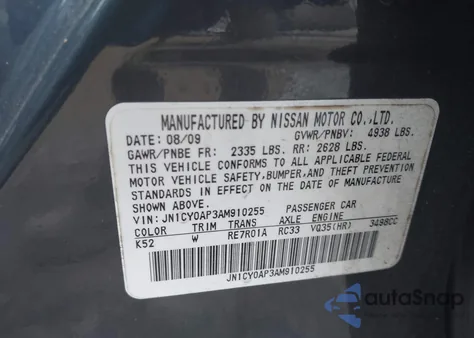 MANUFACTURED BY NISSAN MOTOR CO.,LTD.
DATE: 08/09 GVWR/PNBV: 4938 LBS.
GAWR/PNBE FR: 2335 LBS. RR: 2628 LBS.
THIS VEHICLE CONFORMS TO ALL APPLICABLE FEDERAL
MOTOR VEHICLE SAFETY,BUMPER,AND THEFT PREVENTION
STANDARDS IN EFFECT ON THE DATE OF MANUFACTURE
SHOWN ABOVE.
VIN: JN1CY0AP3AM910255 PASSENGER CAR
COLOR TRIM TRANS AXLE ENGINE
K52 W RE7R01A RC33 VQ35(HR) 3498CC
JN1CY0AP3AM910255
autoSnap